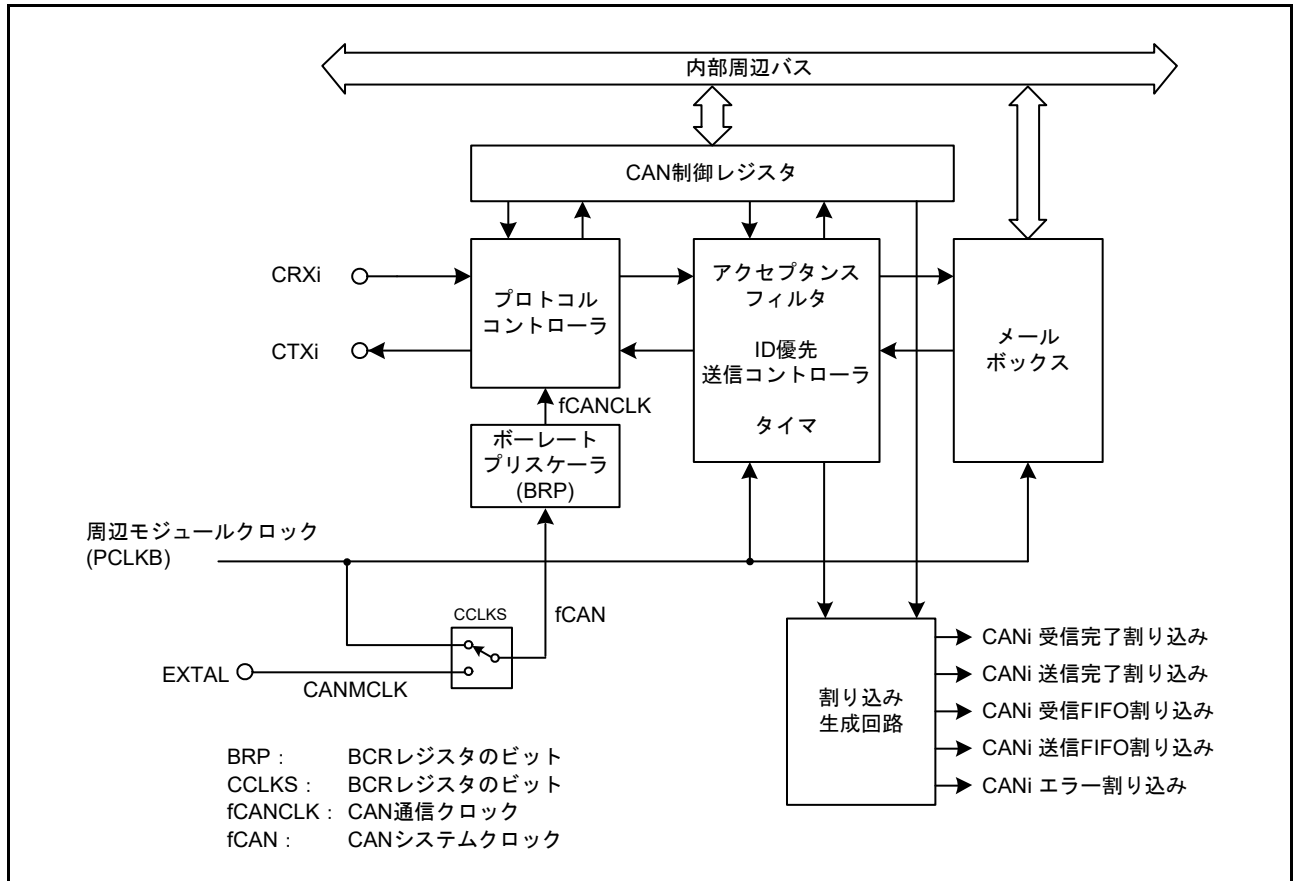 内部周辺バス
CAN制御レジスタ
CRXi
CTXi
プロトコル
コントローラ
アクセプタンス
フィルタ
ID優先
送信コントローラ
タイマ
メール
ボックス
fCANCLK
ボーレート
プリスケーラ
(BRP)
周辺モジュールクロック
(PCLKB)
CCLKS
fCAN
EXTAL
CANMCLK
割り込み
生成回路
CANi 受信完了割り込み
CANi 送信完了割り込み
CANi 受信FIFO割り込み
CANi 送信FIFO割り込み
CANi エラー割り込み
BRP : BCRレジスタのビット
CCLKS : BCRレジスタのビット
fCANCLK : CAN通信クロック
fCAN : CANシステムクロック